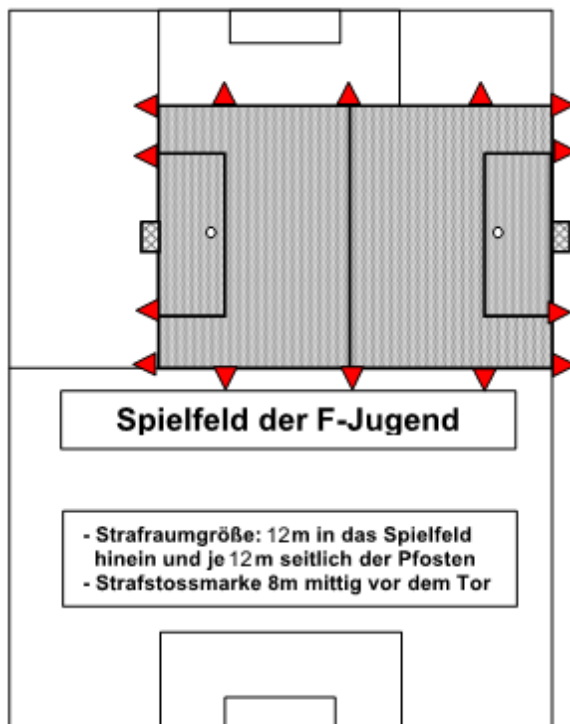 Spielfeld der F-Jugend
- Strafraumgröße: 12m in das Spielfeld
hinein und je 12m seitlich der Pfosten
- Strafstossmarke 8m mittig vor dem Tor